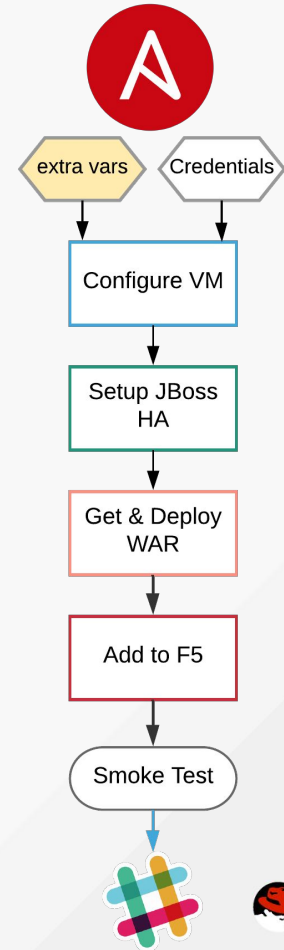 extra vars
Credentials
Configure VM
Setup JBoss
HA
Get & Deploy
WAR
Add to F5
Smoke Test